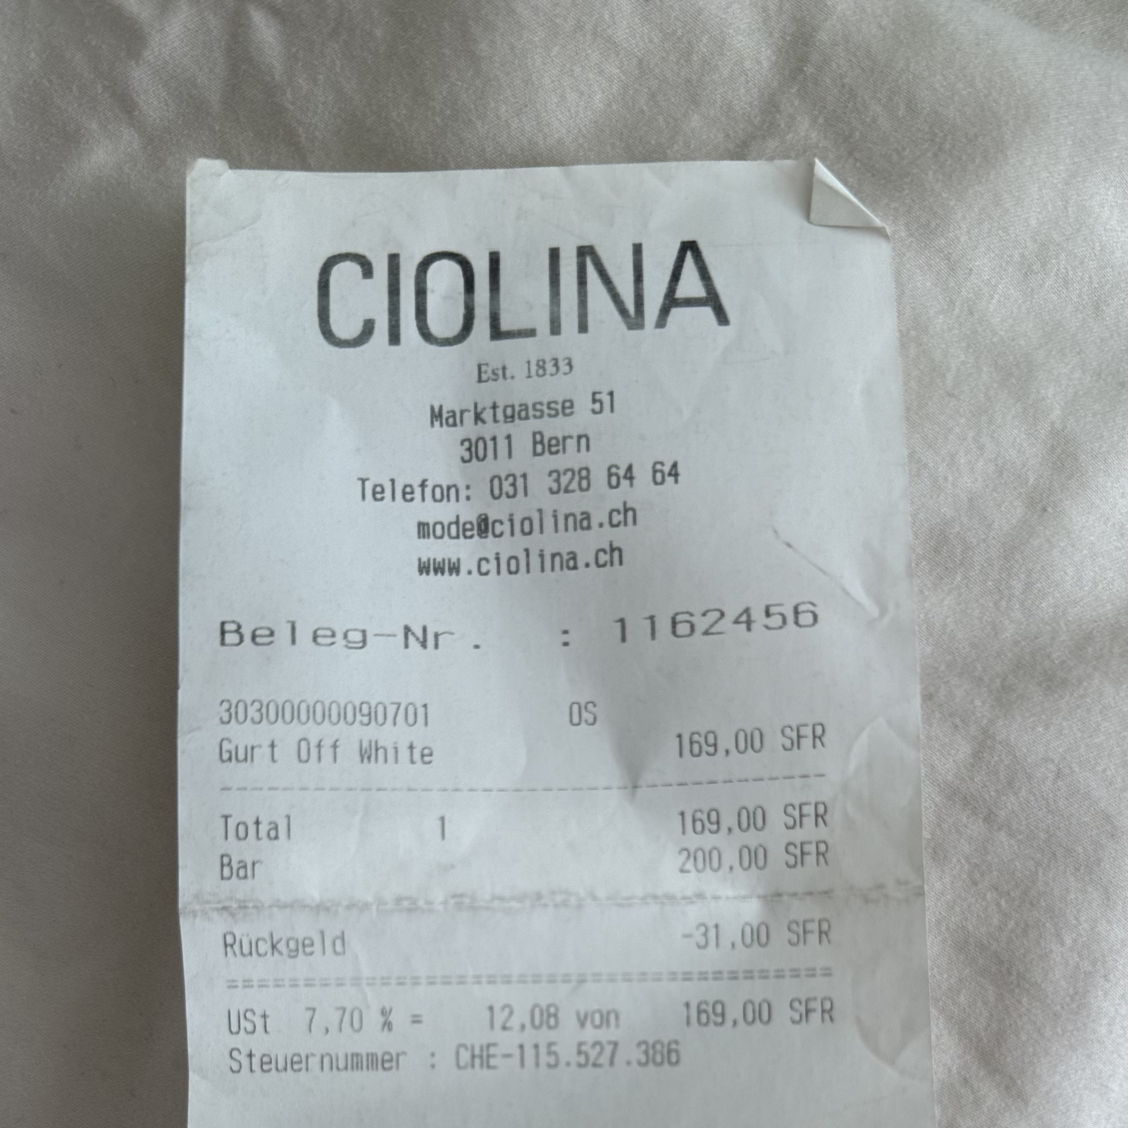 CIOLINA
Est. 1833
Marktgasse 51
3011 Bern
Telefon: 031 328 64 64
mode@ciolina.ch
www.ciolina.ch
Beleg-Nr. : 1162456
30300000090701 OS
Gurt Off White 169,00 SFR
Total 1 169,00 SFR
Bar 200,00 SFR
Rückgeld -31,00 SFR
USt 7,70 % = 12,08 von 169,00 SFR
Steuernummer : CHE-115.527.386